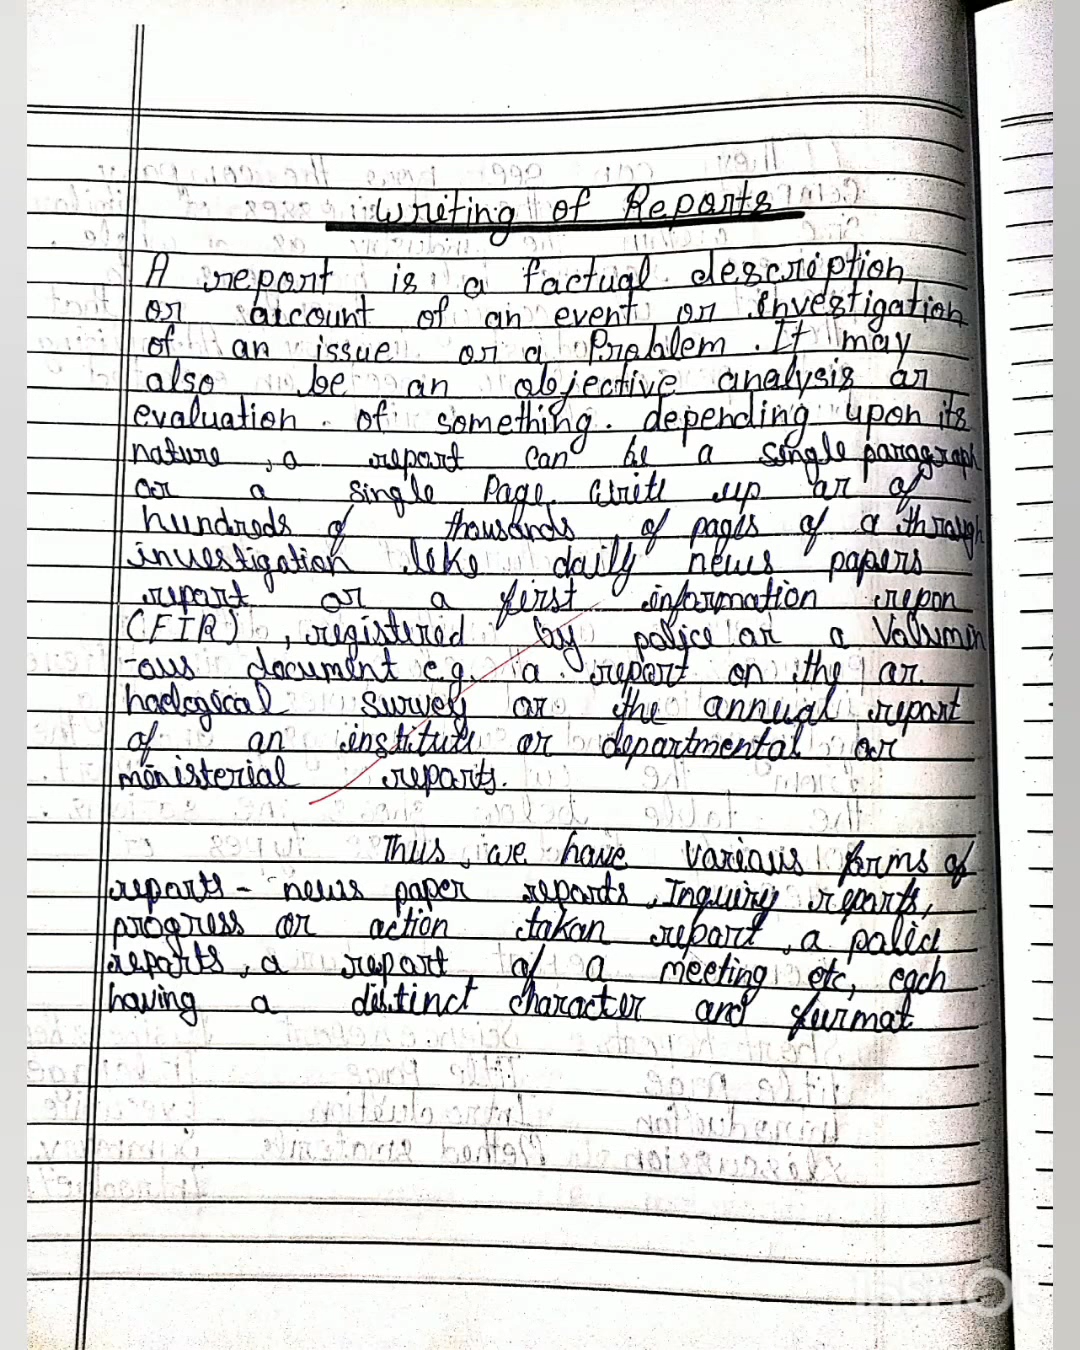 Writing of Reports
A report is a factual description
or account of an event or investigation
of an issue or a Problem. It may
also be an objective analysis or
evaluation of something. depending upon its
nature, a report can be a single paragraph
or a single Page write up or of
hundreds of thousands of pages of a through
investigation like daily news papers
report or a first information repon
(FIR), registered by police or a Volumin
-ous document e.g. a report on the ar.
haological survey or the annual report
of an institute or departmental or
ministerial reports.
Thus, we have various forms of
reports - news paper reports, Inquiry reports,
progress or action takan report, a police
reports, a report of a meeting etc, each
having a distinct character and furmat